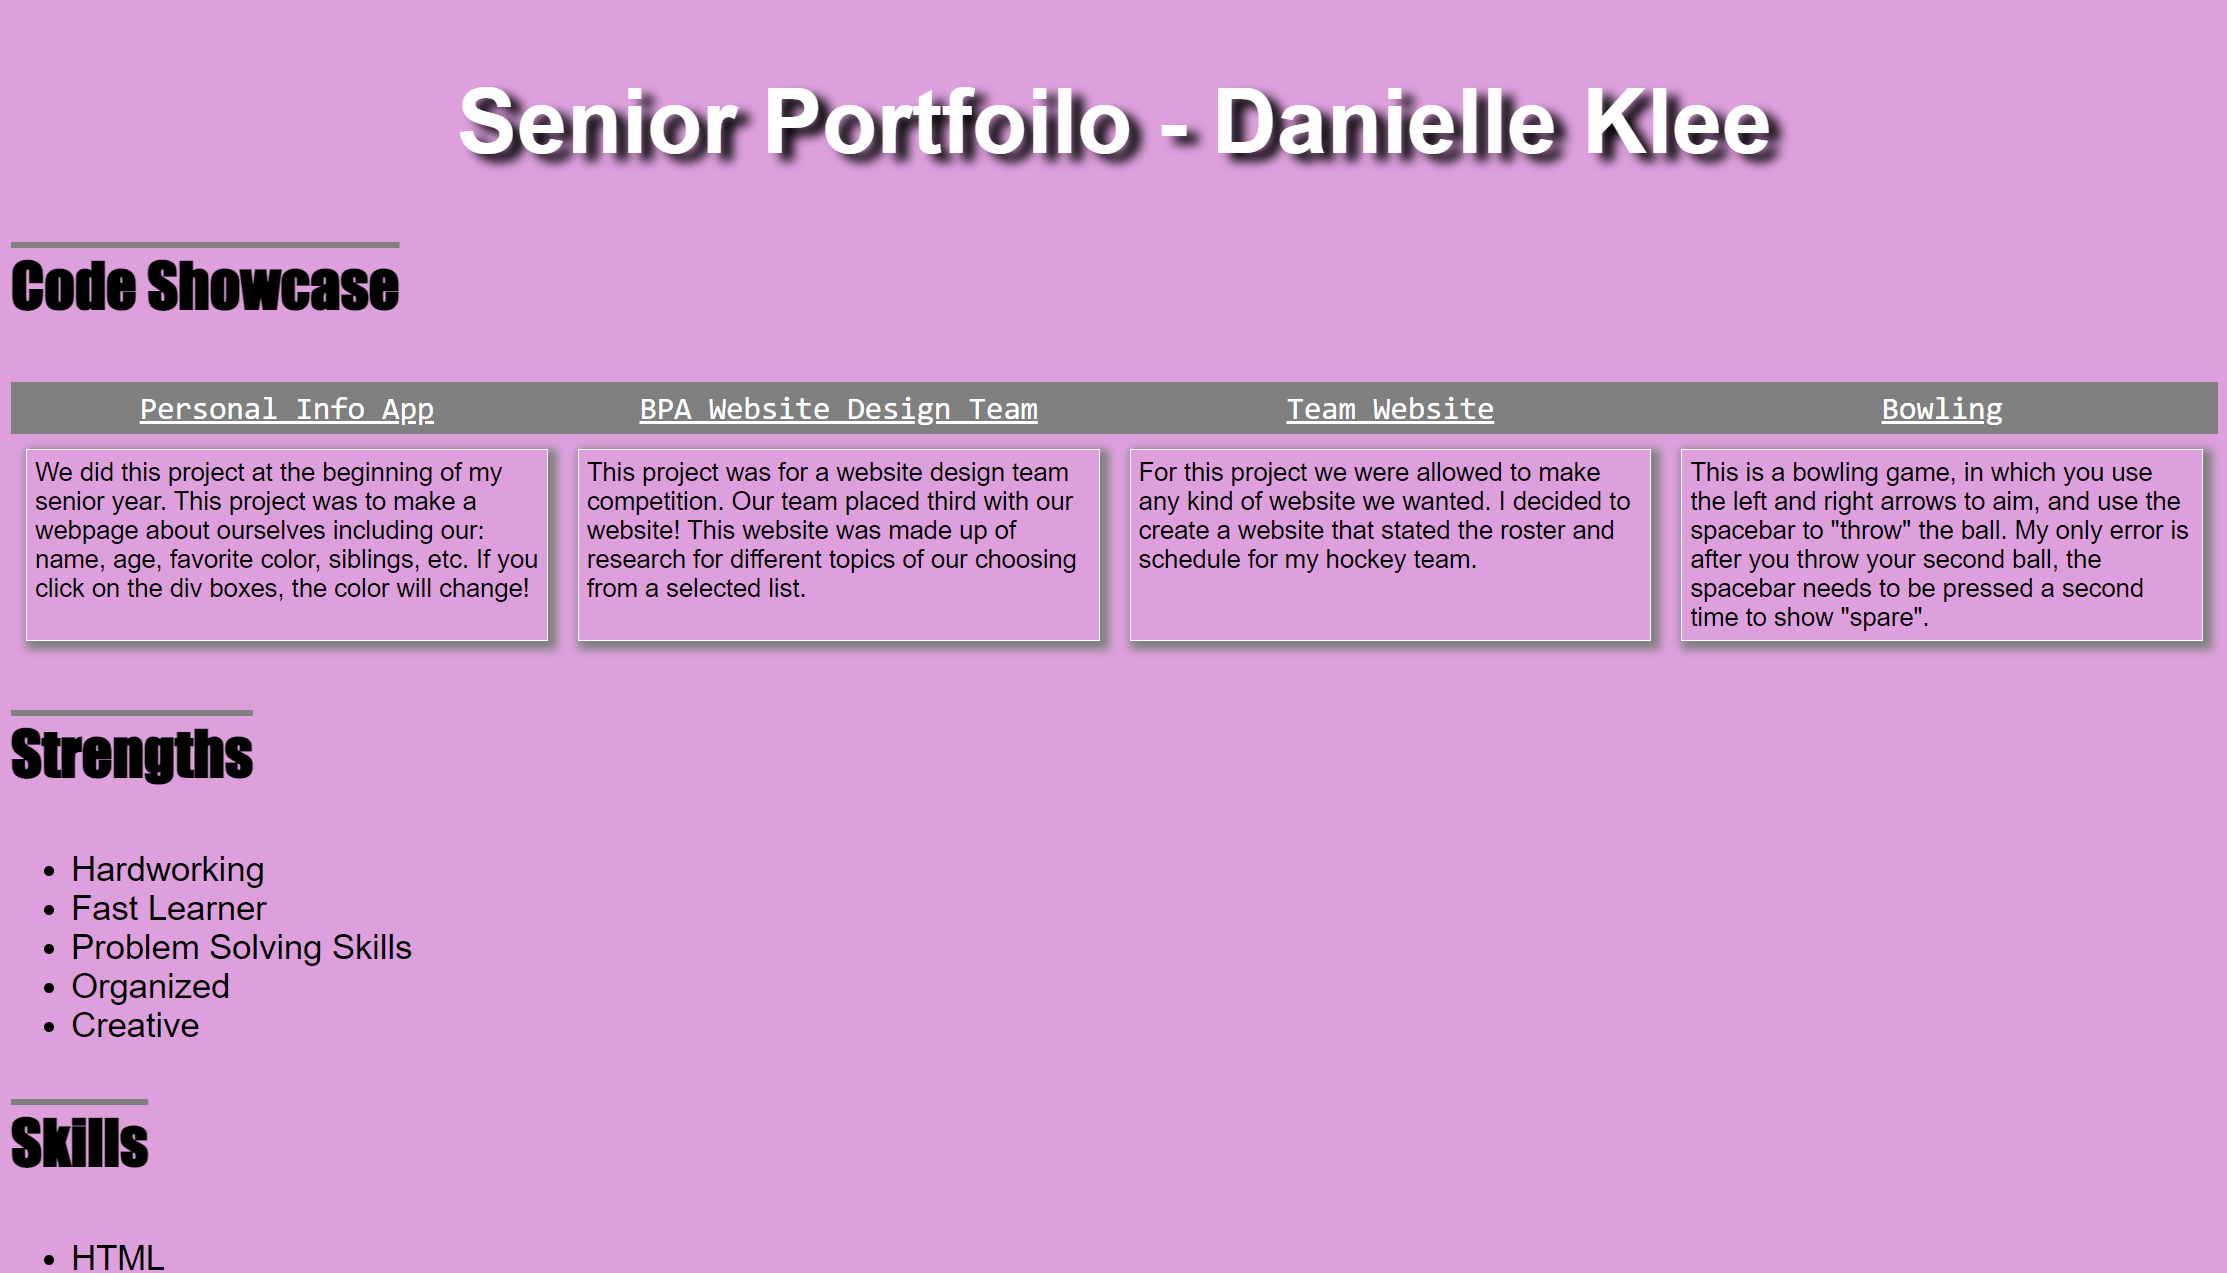 Senior Portfoilo - Danielle Klee
Code Showcase
Personal Info App
BPA Website Design Team
Team Website
Bowling
We did this project at the beginning of my
senior year. This project was to make a
webpage about ourselves including our:
name, age, favorite color, siblings, etc. If you
click on the div boxes, the color will change!
This project was for a website design team
competition. Our team placed third with our
website! This website was made up of
research for different topics of our choosing
from a selected list.
For this project we were allowed to make
any kind of website we wanted. I decided to
create a website that stated the roster and
schedule for my hockey team.
This is a bowling game, in which you use
the left and right arrows to aim, and use the
spacebar to "throw" the ball. My only error is
after you throw your second ball, the
spacebar needs to be pressed a second
time to show "spare".
Strengths
• Hardworking
• Fast Learner
• Problem Solving Skills
• Organized
• Creative
Skills
• HTML